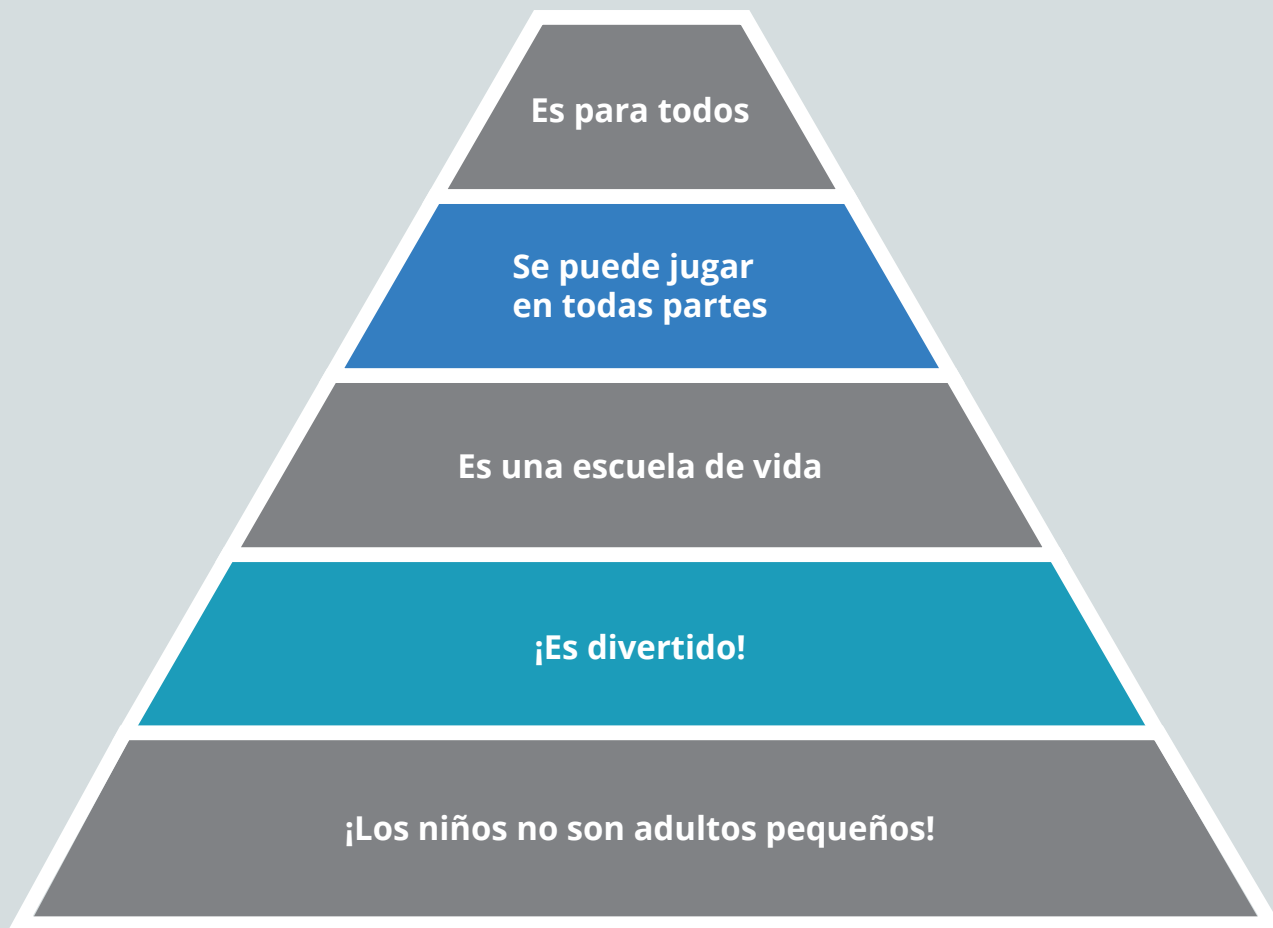 Es para todos
Se puede jugar
en todas partes
Es una escuela de vida
¡Es divertido!
¡Los niños no son adultos pequeños!